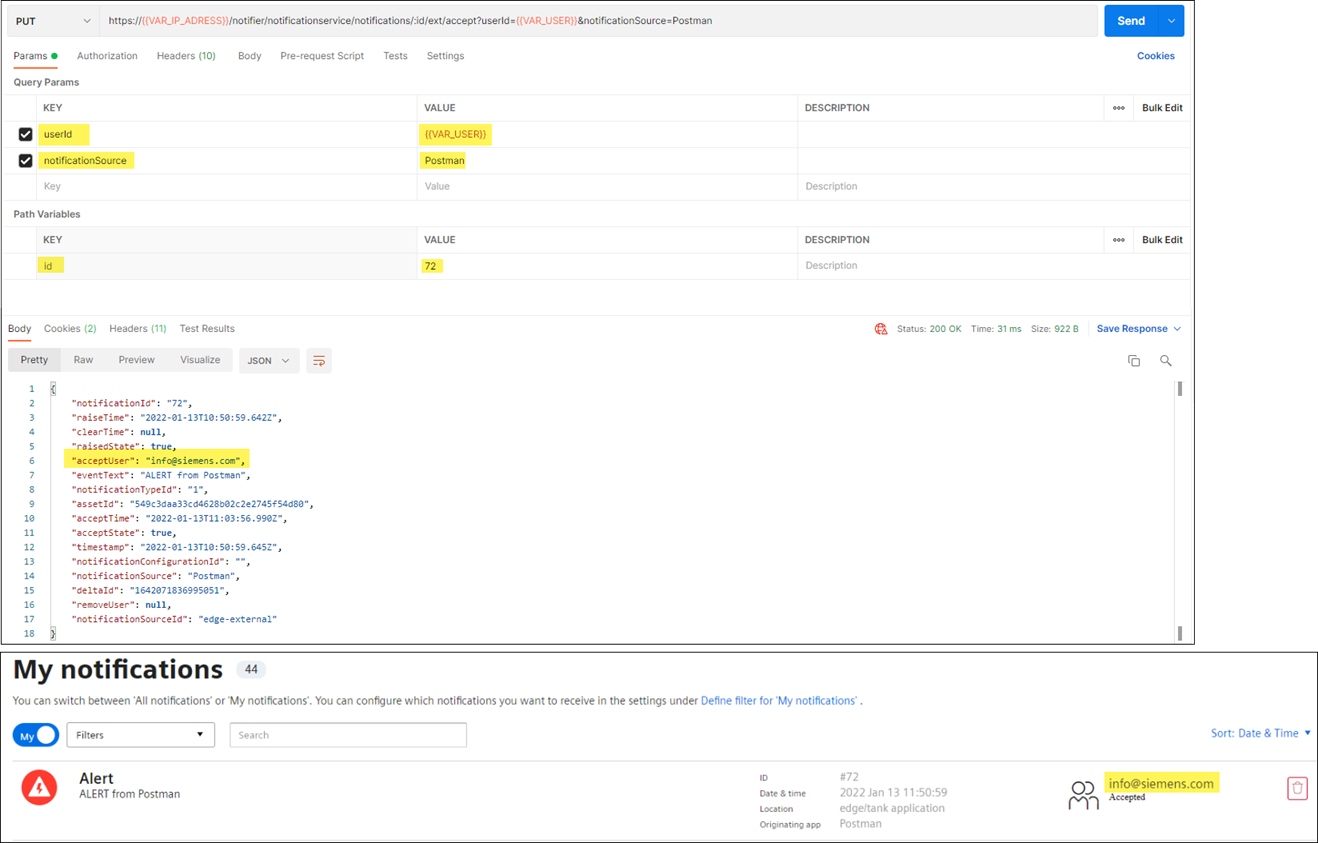 PUT https://{{VAR_IP_ADRESS}}/notifier/notificationservice/notifications/:id/ext/accept?userId={{VAR_USER}}&notificationSource=Postman Send
Params Authorization Headers (10) Body Pre-request Script Tests Settings Cookies
Query Params
KEY VALUE DESCRIPTION ooo Bulk Edit
userId {{VAR_USER}}
notificationSource Postman
Key Value Description
Path Variables
KEY VALUE DESCRIPTION ooo Bulk Edit
id 72 Description
Body Cookies (2) Headers (11) Test Results Status: 200 OK Time: 31 ms Size: 922 B Save Response
Pretty Raw Preview Visualize JSON
1 {
2 "notificationId": "72",
3 "raiseTime": "2022-01-13T10:50:59.642Z",
4 "clearTime": null,
5 "raisedState": true,
6 "acceptUser": "info@siemens.com",
7 "eventText": "ALERT from Postman",
8 "notificationTypeId": "1",
9 "assetId": "549c3daa33cd4628b02c2e2745f54d80",
10 "acceptTime": "2022-01-13T11:03:56.990Z",
11 "acceptState": true,
12 "timestamp": "2022-01-13T10:50:59.645Z",
13 "notificationConfigurationId": "",
14 "notificationSource": "Postman",
15 "deltaId": "1642071836995051",
16 "removeUser": null,
17 "notificationSourceId": "edge-external"
18 }
My notifications 44
You can switch between 'All notifications' or 'My notifications'. You can configure which notifications you want to receive in the settings under Define filter for 'My notifications' .
My Filters Search Sort: Date & Time
Alert
ALERT from Postman
ID #72
Date & time 2022 Jan 13 11:50:59
Location edge/tank application
Originating app Postman
info@siemens.com
Accepted